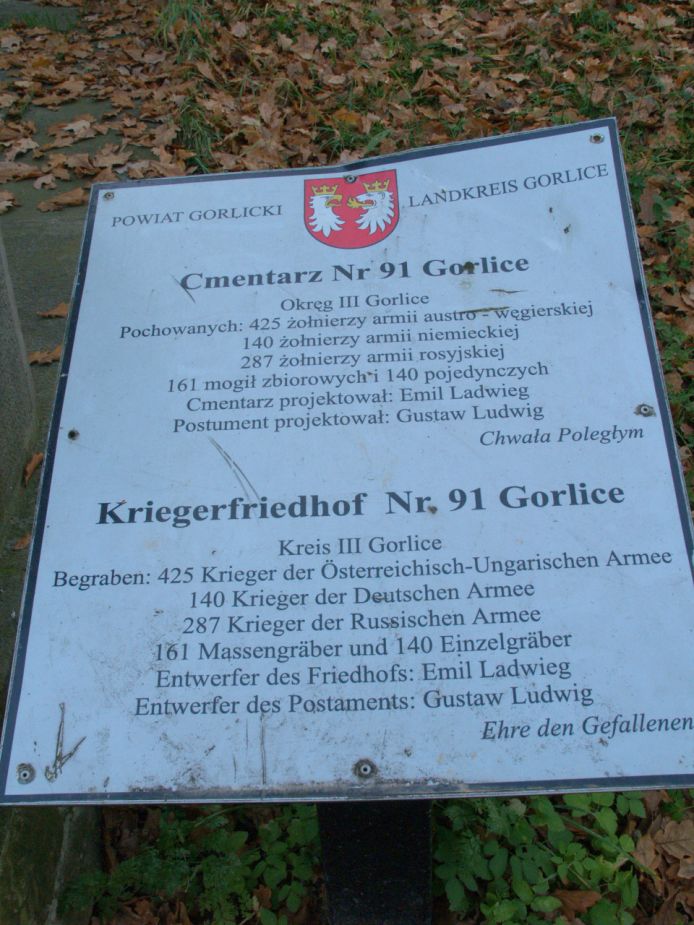 POWIAT GORLICKI LANDKREIS GORLICE
Cmentarz Nr 91 Gorlice
Okręg III Gorlice
Pochowanych: 425 żołnierzy armii austro - węgierskiej
140 żołnierzy armii niemieckiej
287 żołnierzy armii rosyjskiej
161 mogił zbiorowych i 140 pojedynczych
Cmentarz projektował: Emil Ladwieg
Postument projektował: Gustaw Ludwig
Chwała Poległym
Kriegerfriedhof Nr. 91 Gorlice
Kreis III Gorlice
Begraben: 425 Krieger der Österreichisch-Ungarischen Armee
140 Krieger der Deutschen Armee
287 Krieger der Russischen Armee
161 Massengräber und 140 Einzelgräber
Entwerfer des Friedhofs: Emil Ladwieg
Entwerfer des Postaments: Gustaw Ludwig
Ehre den Gefallenen